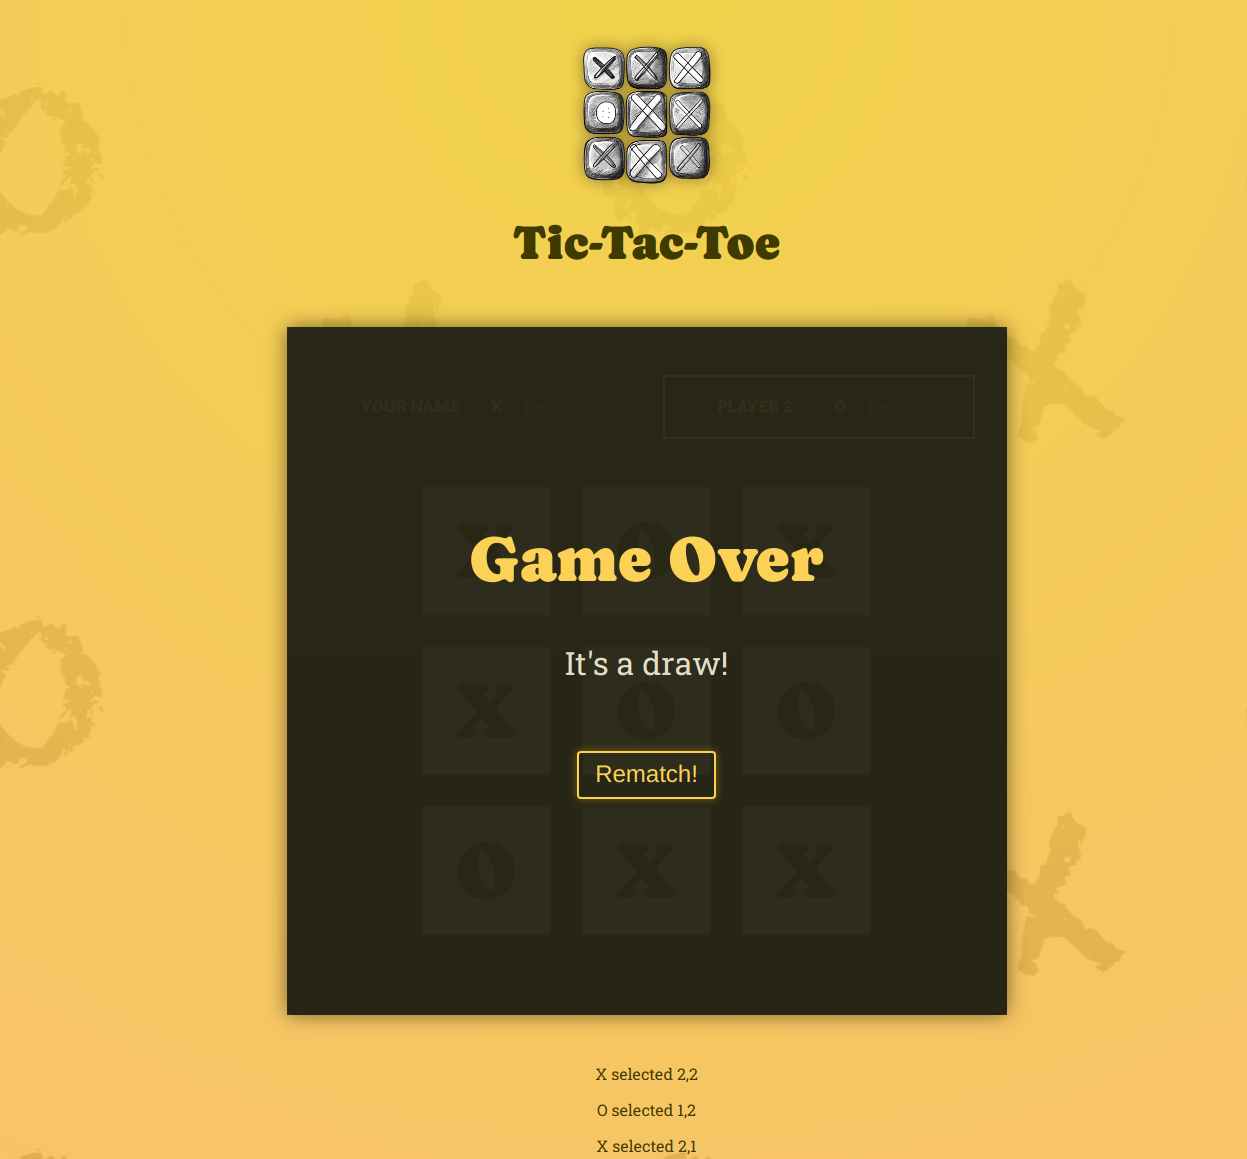 Tic-Tac-Toe
YOUR NAME X Edit PLAYER 2 O Edit
X O X
Game Over
It's a draw!
X O O
Rematch!
O X X
X selected 2,2
O selected 1,2
X selected 2,1